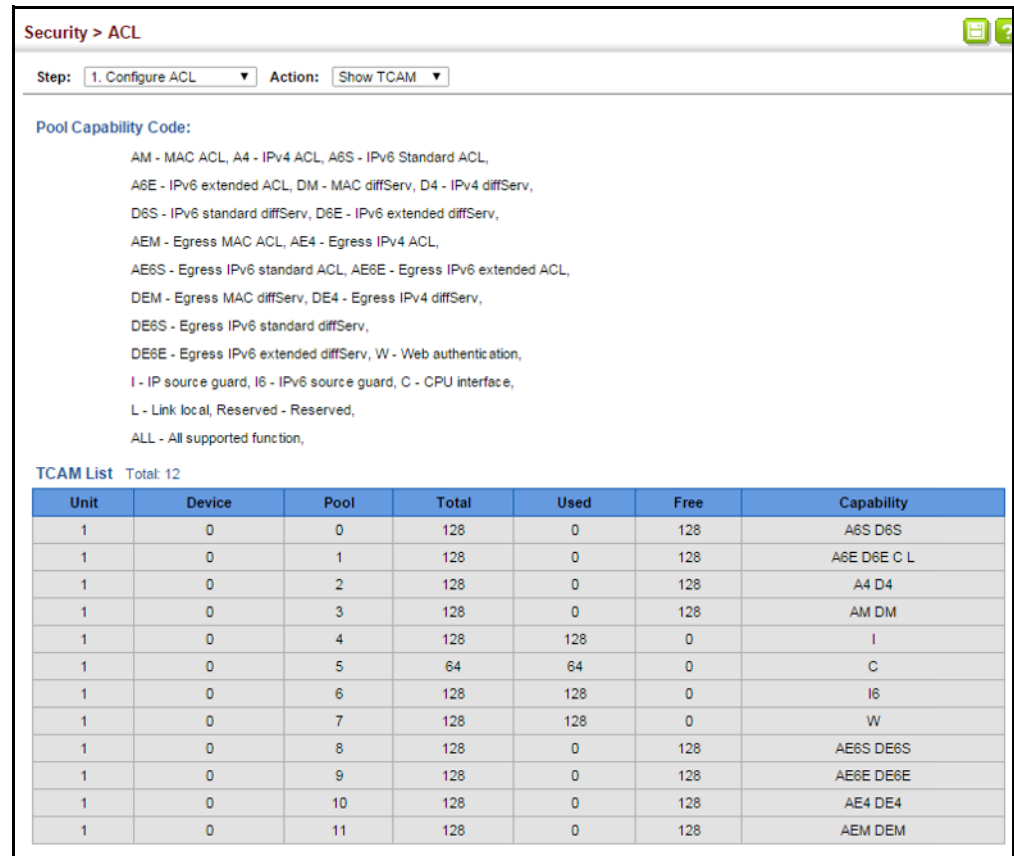 Security > ACL
?
Step: 1. Configure ACL Action: Show TCAM
Pool Capability Code:
AM - MAC ACL, A4 - IPv4 ACL, A6S - IPv6 Standard ACL,
A6E - IPv6 extended ACL, DM - MAC diffServ, D4 - IPv4 diffServ,
D6S - IPv6 standard diffServ, D6E - IPv6 extended diffServ,
AEM - Egress MAC ACL, AE4 - Egress IPv4 ACL,
AE6S - Egress IPv6 standard ACL, AE6E - Egress IPv6 extended ACL,
DEM - Egress MAC diffServ, DE4 - Egress IPv4 diffServ,
DE6S - Egress IPv6 standard diffServ,
DE6E - Egress IPv6 extended diffServ, W - Web authentication,
I - IP source guard, I6 - IPv6 source guard, C - CPU interface,
L - Link local, Reserved - Reserved,
ALL - All supported function,
TCAM List Total: 12
Unit Device Pool Total Used Free Capability
1 0 0 128 0 128 A6S D6S
1 0 1 128 0 128 A6E D6E C L
1 0 2 128 0 128 A4 D4
1 0 3 128 0 128 AM DM
1 0 4 128 128 0 I
1 0 5 64 64 0 C
1 0 6 128 128 0 I6
1 0 7 128 128 0 W
1 0 8 128 0 128 AE6S DE6S
1 0 9 128 0 128 AE6E DE6E
1 0 10 128 0 128 AE4 DE4
1 0 11 128 0 128 AEM DEM